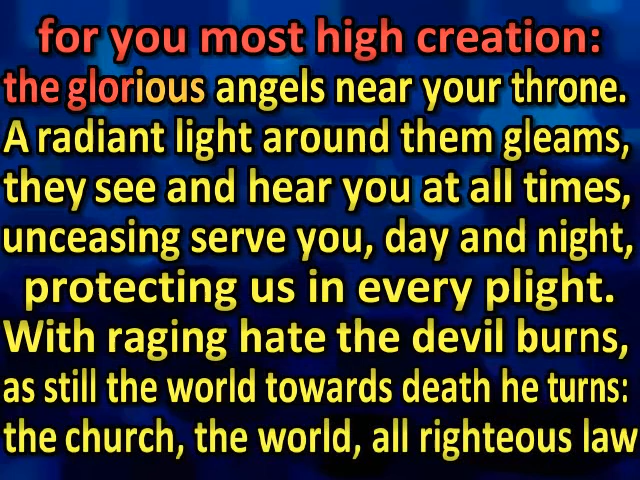 for you most high creation:
the glorious angels near your throne.
A radiant light around them gleams,
they see and hear you at all times,
unceasing serve you, day and night,
protecting us in every plight.
With raging hate the devil burns,
as still the world towards death he turns:
the church, the world, all righteous law